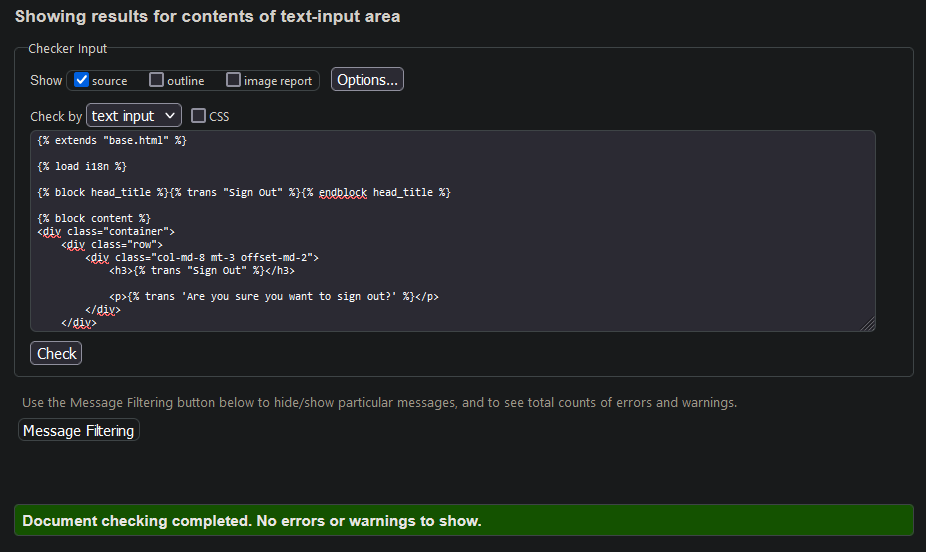 Showing results for contents of text-input area
Checker Input
Show source outline image report Options...
Check by text input CSS
{% extends "base.html" %}
{% load i18n %}
{% block head_title %}{% trans "Sign Out" %}{% endblock head_title %}
{% block content %}
<div class="container">
    <div class="row">
        <div class="col-md-8 mt-3 offset-md-2">
            <h3>{% trans "Sign Out" %}</h3>
            <p>{% trans 'Are you sure you want to sign out?' %}</p>
        </div>
    </div>
Check
Use the Message Filtering button below to hide/show particular messages, and to see total counts of errors and warnings.
Message Filtering
Document checking completed. No errors or warnings to show.